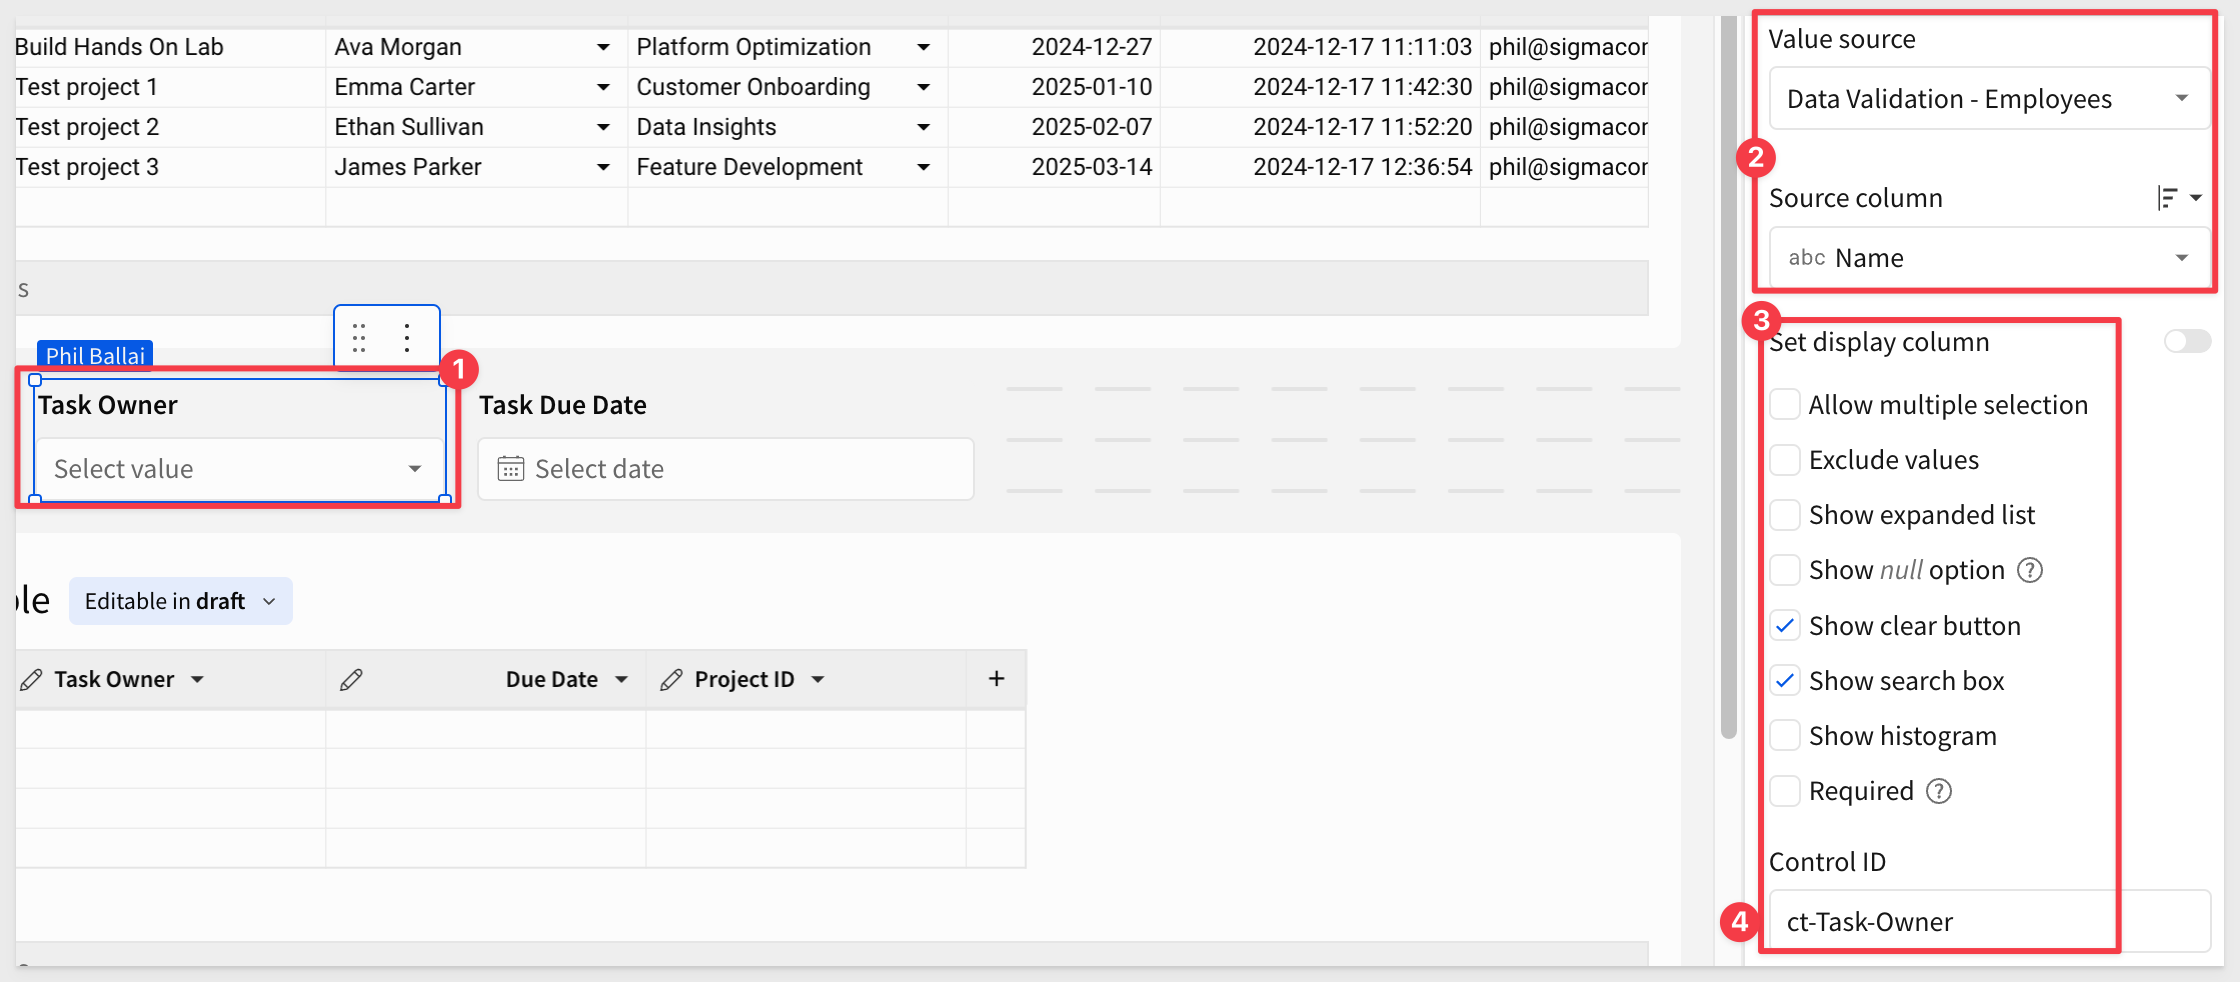 Build Hands On Lab Ava Morgan Platform Optimization 2024-12-27 2024-12-17 11:11:03 phil@sigmacor
Test project 1 Emma Carter Customer Onboarding 2025-01-10 2024-12-17 11:42:30 phil@sigmacor
Test project 2 Ethan Sullivan Data Insights 2025-02-07 2024-12-17 11:52:20 phil@sigmacor
Test project 3 James Parker Feature Development 2025-03-14 2024-12-17 12:36:54 phil@sigmacor
s
Phil Ballai
1
Task Owner Task Due Date
Select value Select date
le Editable in draft
Task Owner Due Date Project ID +
Value source
Data Validation - Employees
2
Source column
abc Name
3
Set display column
Allow multiple selection
Exclude values
Show expanded list
Show null option ?
Show clear button
Show search box
Show histogram
Required ?
Control ID
4 ct-Task-Owner